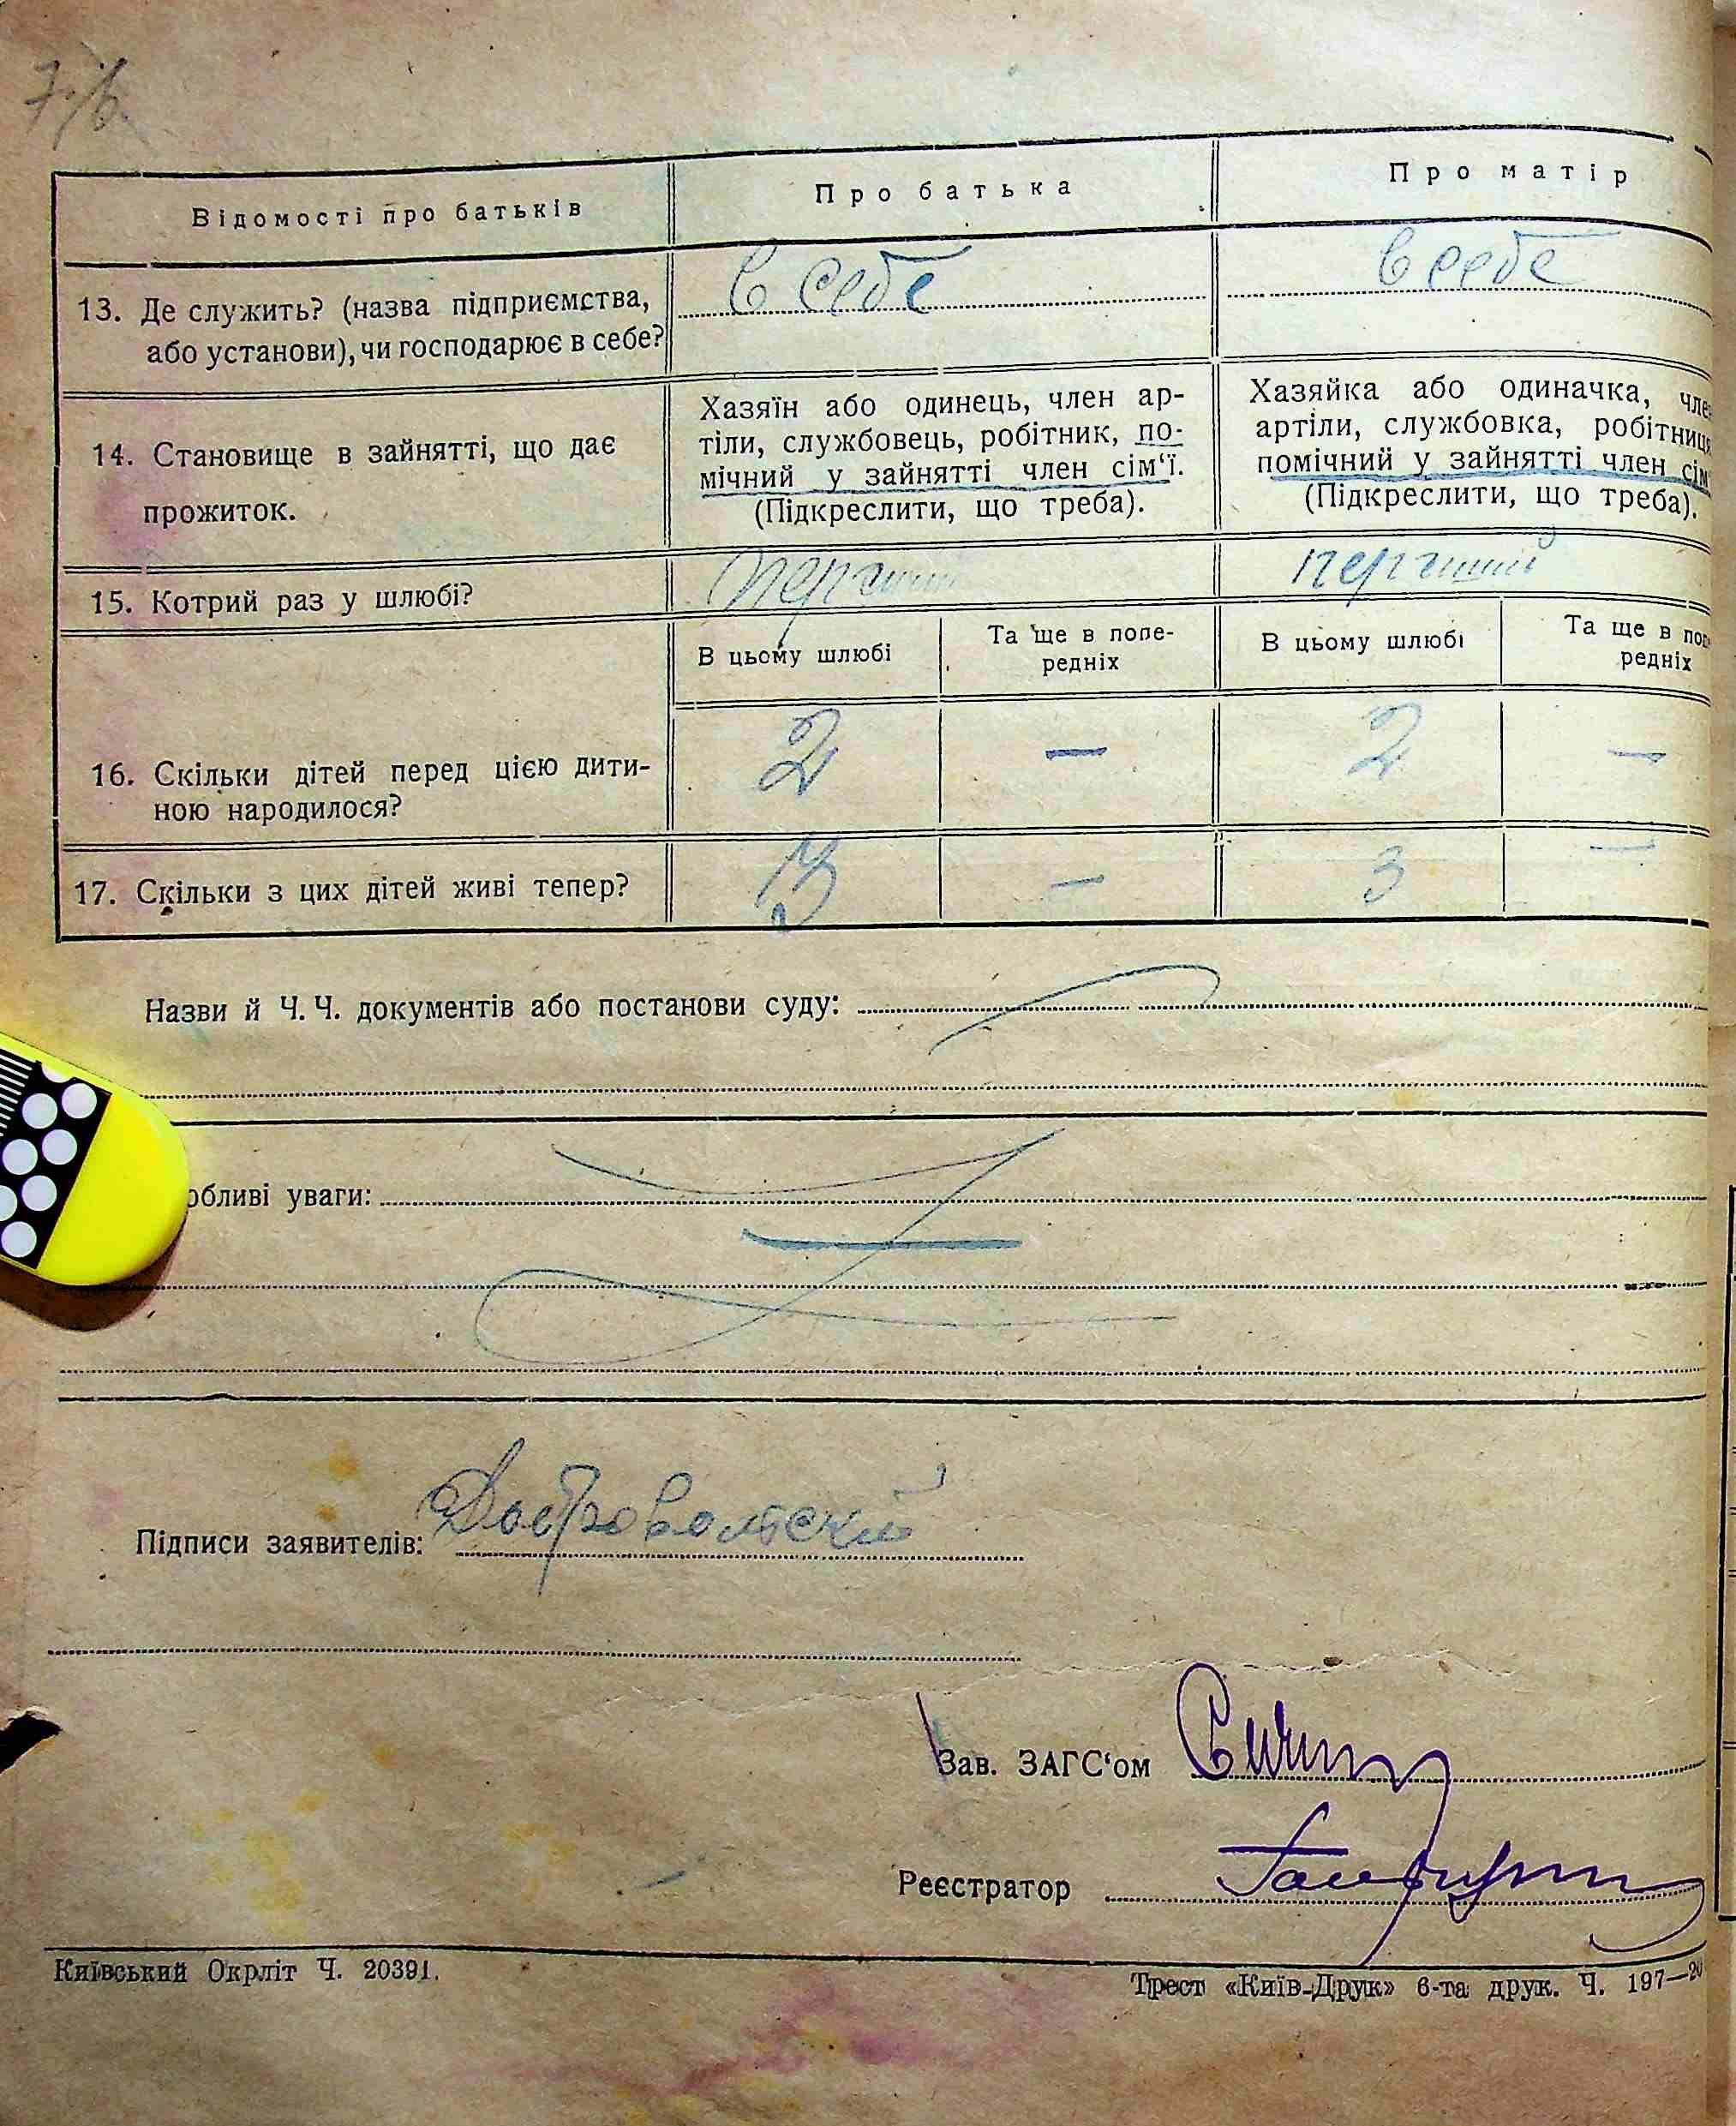 Відомості про батьків
Про батька
Про матір
13. Де служить? (назва підприємства,
або установи), чи господарює в себе?
в себе
в себе
14. Становище в зайнятті, що дає
прожиток.
Хазяїн або одинець, член ар-
тіли, службовець, робітник, по-
мічний у зайнятті член сім'ї.
(Підкреслити, що треба).
Хазяйка або одиначка, член
артіли, службовка, робітниця
помічний у зайнятті член сім'
(Підкреслити, що треба).
15. Котрий раз у шлюбі?
перший
перший
В цьому шлюбі
Та ще в попе-
редніх
В цьому шлюбі
Та ще в попе
редніх
16. Скільки дітей перед цією дити-
ною народилося?
2 — 2 —
17. Скільки з цих дітей живі тепер?
3 — 3 —
Назви й Ч. Ч. документів або постанови суду:
обливі уваги:
Підписи заявителів: Добровольский
Зав. ЗАГС'ом
Реєстратор
Київський Окрліт Ч. 20391.
Трест «Київ-Друк» 6-та друк. Ч. 197—20